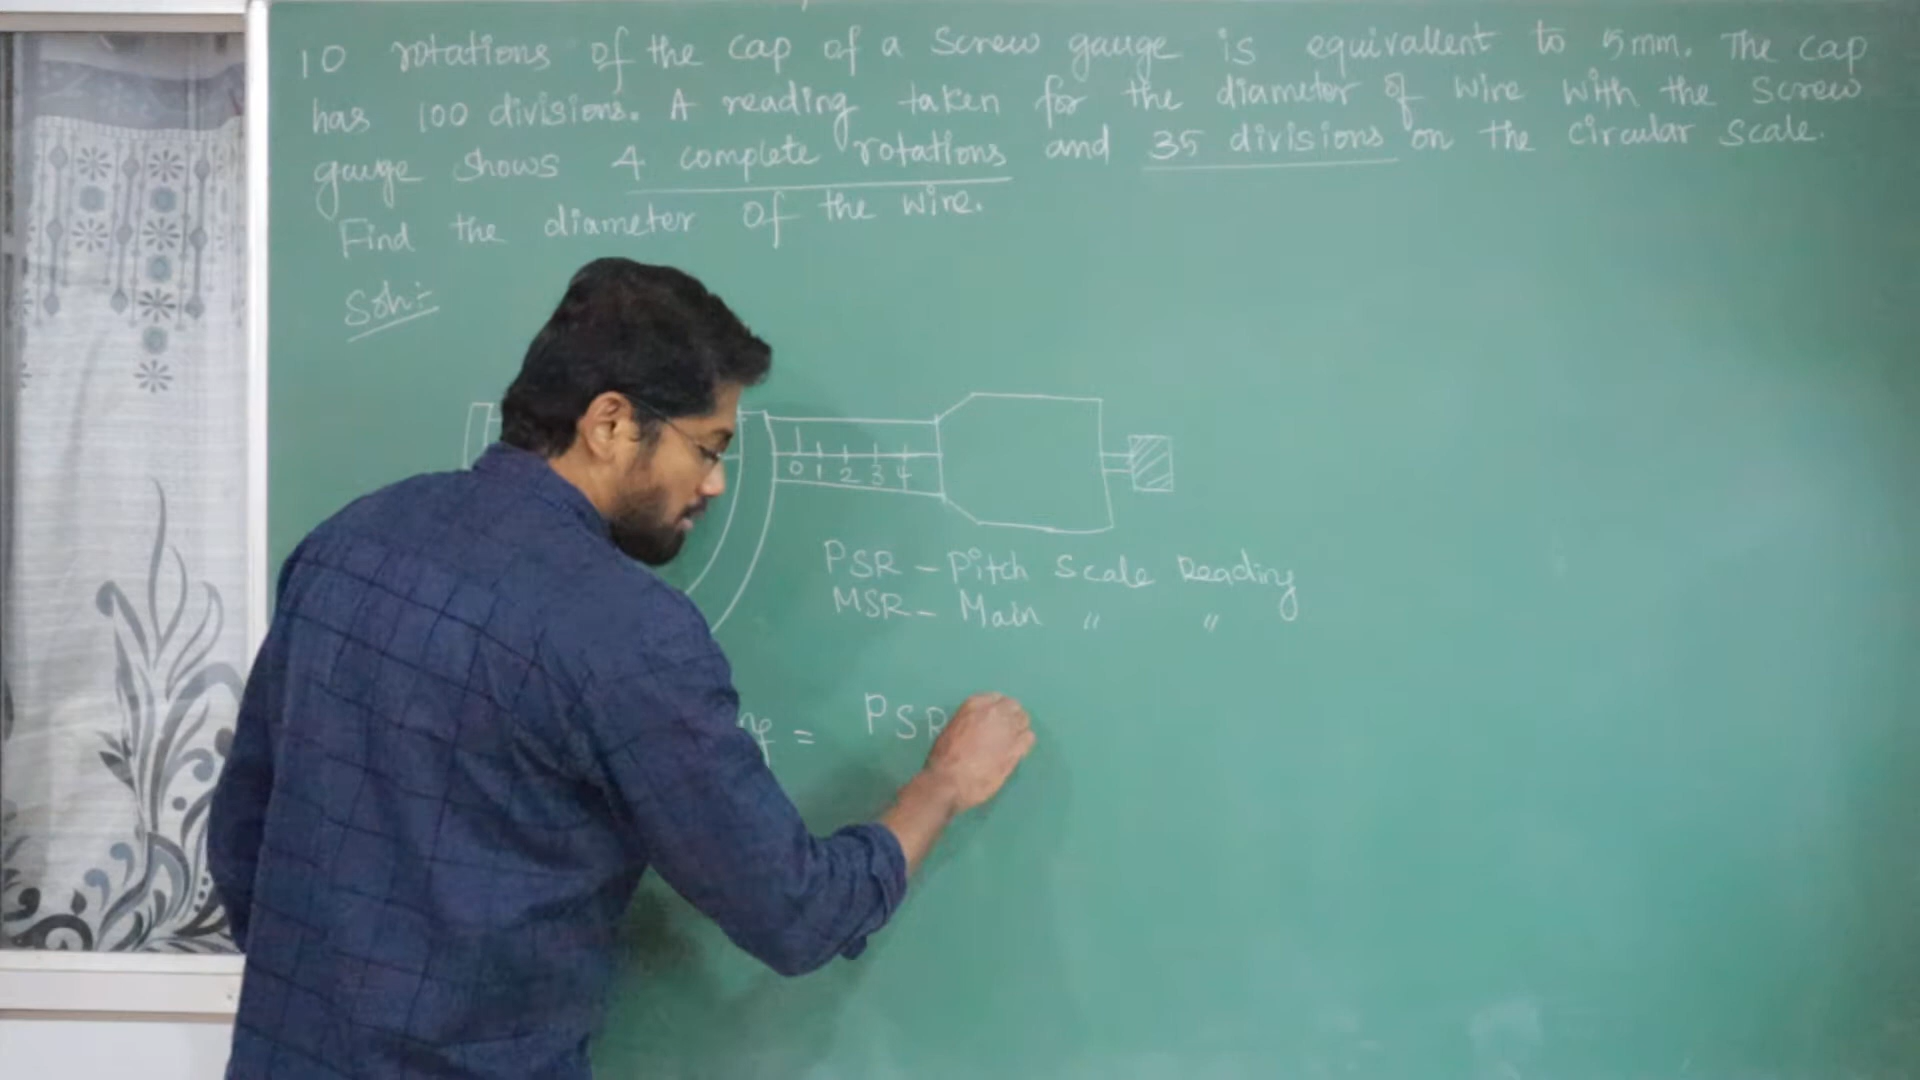 10 rotations of the cap of a screw gauge is equivallent to 5mm. The cap
has 100 divisions. A reading taken for the diameter of wire with the screw
gauge shows 4 complete rotations and 35 divisions on the circular scale.
Find the diameter of the wire.
Soln:-
0 1 2 3 4
PSR - Pitch Scale Reading
MSR - Main " "
= PSR